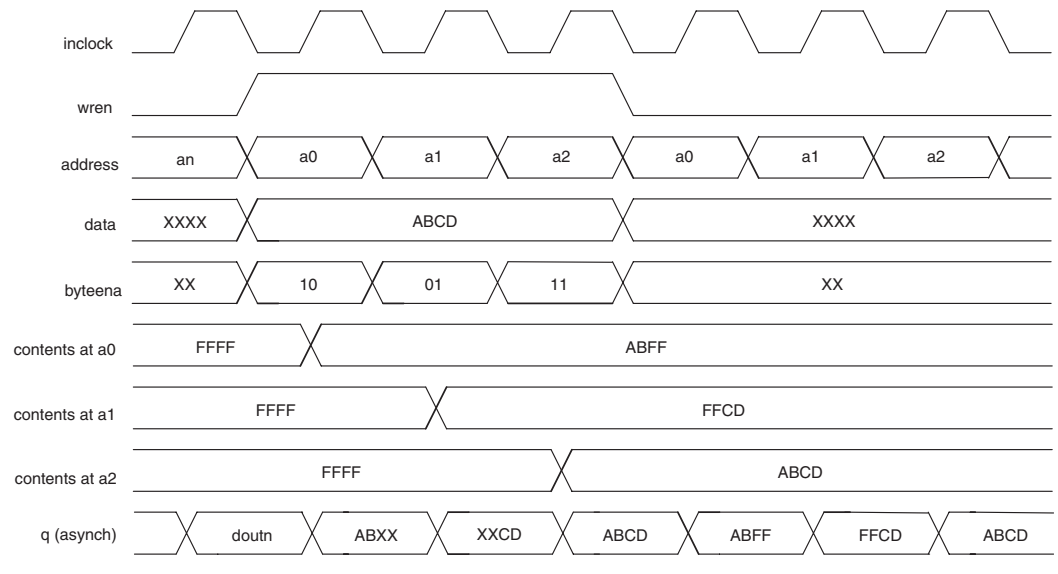 inclock
wren
address an a0 a1 a2 a0 a1 a2
data XXXX ABCD XXXX
byteena XX 10 01 11 XX
contents at a0 FFFF ABFF
contents at a1 FFFF FFCD
contents at a2 FFFF ABCD
q (asynch) doutn ABXX XXCD ABCD ABFF FFCD ABCD